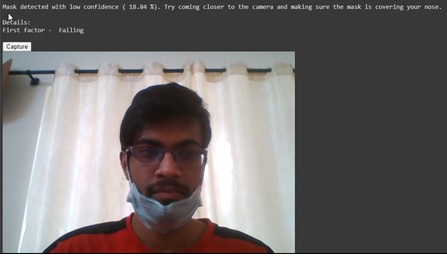 Mask detected with low confidence ( 18.84 %). Try coming closer to the camera and making sure the mask is covering your nose.
Details:
First factor -  Failing
Capture